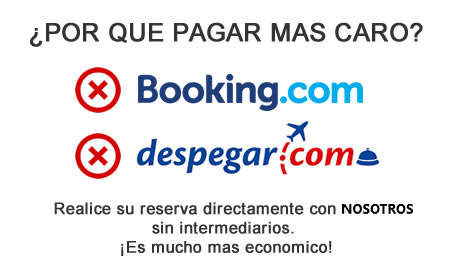 ¿POR QUE PAGAR MAS CARO?
Booking.com
despegar.com
Realice su reserva directamente con NOSOTROS
sin intermediarios.
¡Es mucho mas economico!